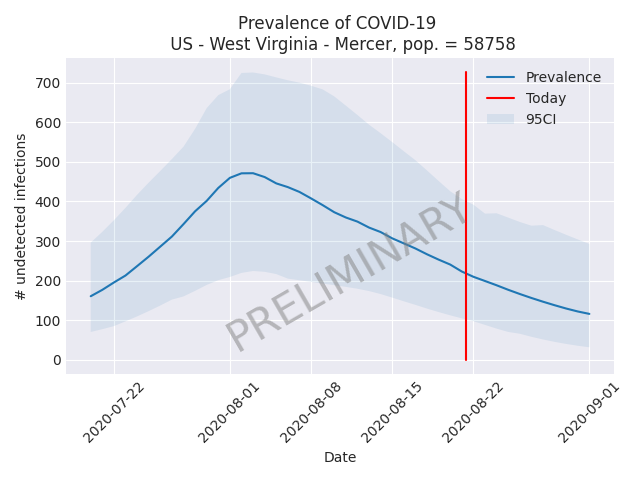 Prevalence of COVID-19
US - West Virginia - Mercer, pop. = 58758
# undetected infections
700
600
500
400
300
200
100
0
Prevalence
Today
95CI
PRELIMINARY
2020-07-22
2020-08-01
2020-08-08
2020-08-15
2020-08-22
2020-09-01
Date